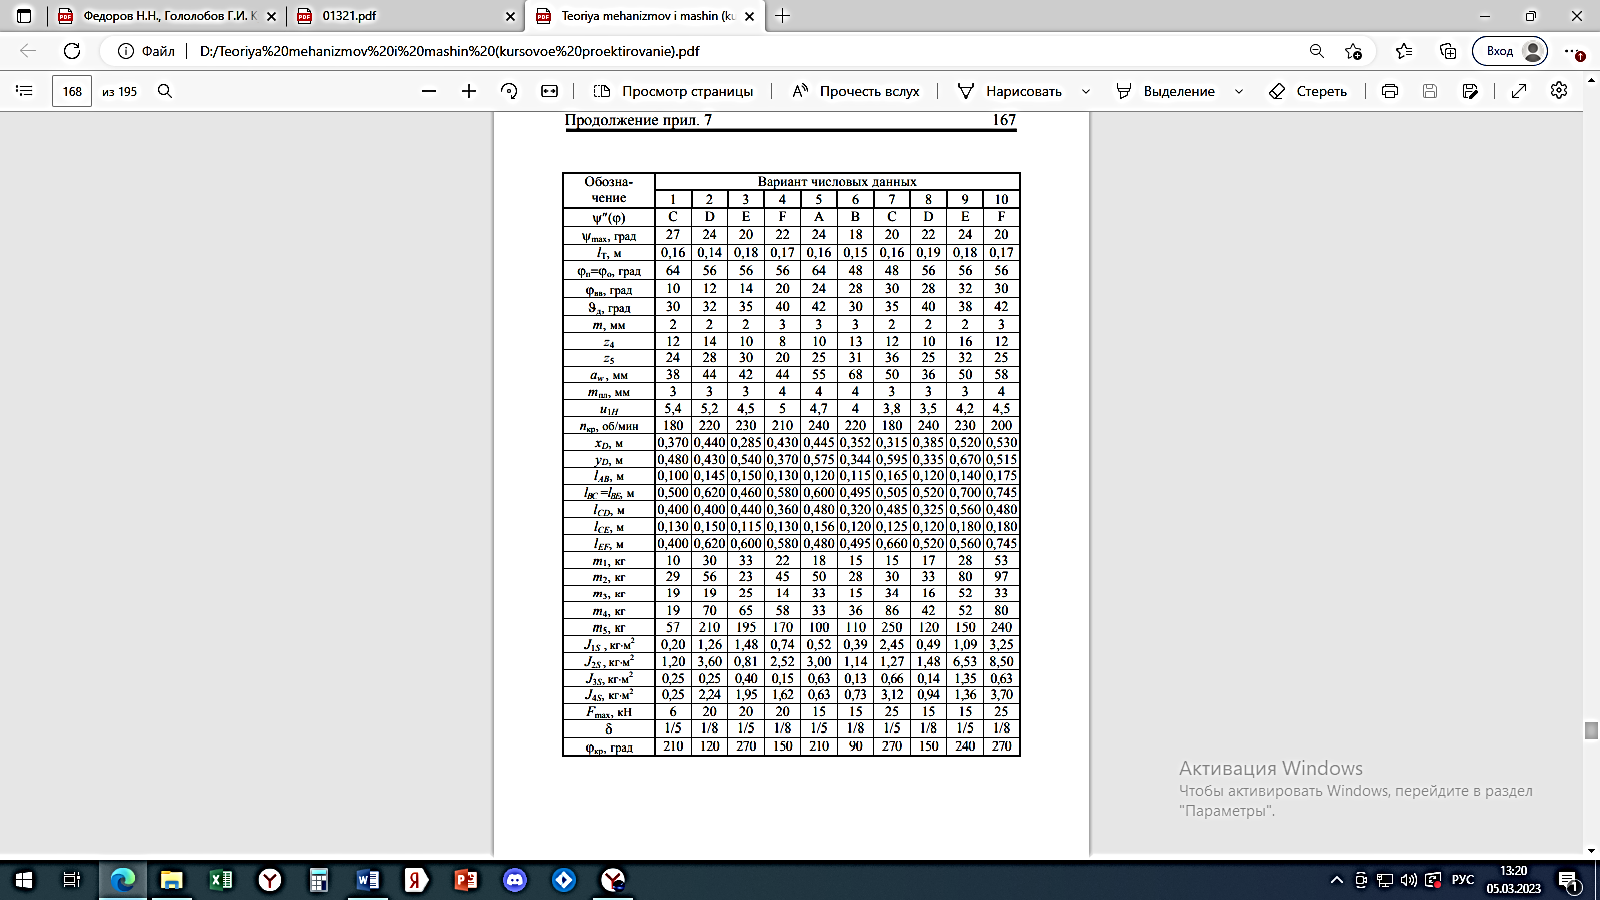 Федоров Н.Н., Гололобов Г.И. К
01321.pdf
Teoriya mehanizmov i mashin (ku
Файл
D:/Teoriya%20mehanizmov%20i%20mashin%20(kursovoe%20proektirovanie).pdf
Вход
168 из 195
Просмотр страницы
Прочесть вслух
Нарисовать
Выделение
Стереть
Продолжение прил. 7 167
Обозна-чение Вариант числовых данных
1 2 3 4 5 6 7 8 9 10
ψ″(φ) C D E F A B C D E F
ψmax, град 27 24 20 22 24 18 20 22 24 20
lТ, м 0,16 0,14 0,18 0,17 0,16 0,15 0,16 0,19 0,18 0,17
φп=φо, град 64 56 56 56 64 48 48 56 56 56
φвв, град 10 12 14 20 24 28 30 28 32 30
ϑд, град 30 32 35 40 42 30 35 40 38 42
m, мм 2 2 2 3 3 3 2 2 2 3
z4 12 14 10 8 10 13 12 10 16 12
z5 24 28 30 20 25 31 36 25 32 25
aw, мм 38 44 42 44 55 68 50 36 50 58
mпл, мм 3 3 3 4 4 4 3 3 3 4
u1H 5,4 5,2 4,5 5 4,7 4 3,8 3,5 4,2 4,5
nкр, об/мин 180 220 230 210 240 220 180 240 230 200
xD, м 0,370 0,440 0,285 0,430 0,445 0,352 0,315 0,385 0,520 0,530
yD, м 0,480 0,430 0,540 0,370 0,575 0,344 0,595 0,335 0,670 0,515
lAB, м 0,100 0,145 0,150 0,130 0,120 0,115 0,165 0,120 0,140 0,175
lBC=lBE, м 0,500 0,620 0,460 0,580 0,600 0,495 0,505 0,520 0,700 0,745
lCD, м 0,400 0,400 0,440 0,360 0,480 0,320 0,485 0,325 0,560 0,480
lCE, м 0,130 0,150 0,115 0,130 0,156 0,120 0,125 0,120 0,180 0,180
lEF, м 0,400 0,620 0,600 0,580 0,480 0,495 0,660 0,520 0,560 0,745
m1, кг 10 30 33 22 18 15 15 17 28 53
m2, кг 29 56 23 45 50 28 30 33 80 97
m3, кг 19 19 25 14 33 15 34 16 52 33
m4, кг 19 70 65 58 33 36 86 42 52 80
m5, кг 57 210 195 170 100 110 250 120 150 240
J1S, кг·м² 0,20 1,26 1,48 0,74 0,52 0,39 2,45 0,49 1,09 3,25
J2S, кг·м² 1,20 3,60 0,81 2,52 3,00 1,14 1,27 1,48 6,53 8,50
J3S, кг·м² 0,25 0,25 0,40 0,15 0,63 0,13 0,66 0,14 1,35 0,63
J4S, кг·м² 0,25 2,24 1,95 1,62 0,63 0,73 3,12 0,94 1,36 3,70
Fmax, кН 6 20 20 20 15 15 25 15 15 25
δ 1/5 1/8 1/5 1/8 1/5 1/8 1/5 1/8 1/5 1/8
φкр, град 210 120 270 150 210 90 270 150 240 270
Активация Windows
Чтобы активировать Windows, перейдите в раздел
"Параметры".
РУС
13:20
05.03.2023
1